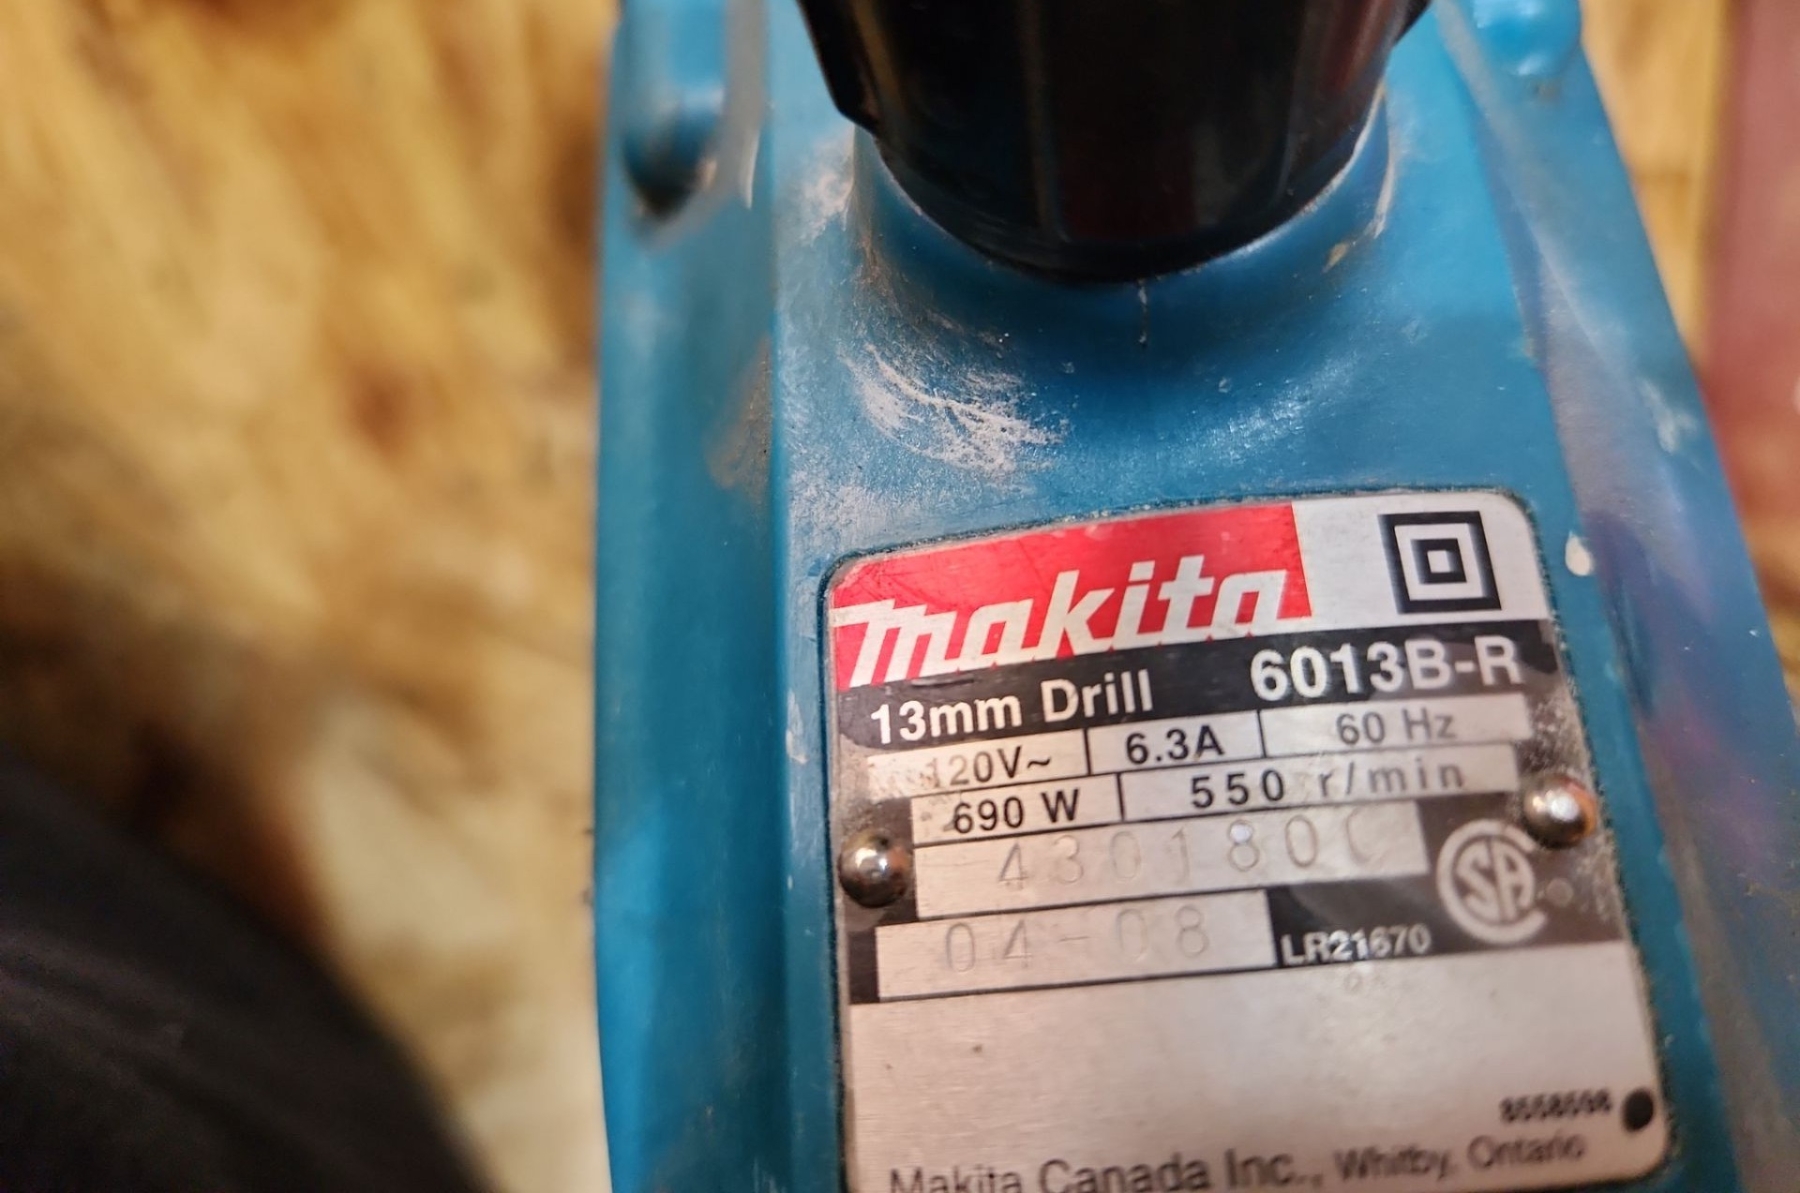 makita
13mm Drill 6013B-R
120V~ 6.3A 60 Hz
690 W 550 r/min
04-08
LR21670
Makita Canada Inc., Whitby, Ontario